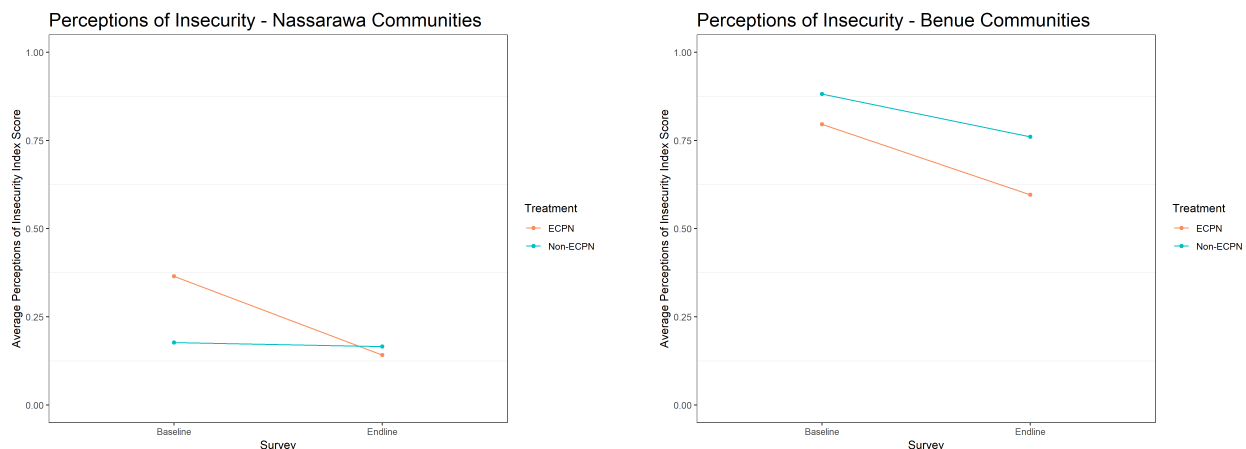 Perceptions of Insecurity - Nassarawa Communities
Average Perceptions of Insecurity Index Score
1.00
0.75
0.50
0.25
0.00
Baseline
Endline
Survey
Treatment
ECPN
Non-ECPN
Perceptions of Insecurity - Benue Communities
Average Perceptions of Insecurity Index Score
1.00
0.75
0.50
0.25
0.00
Baseline
Endline
Survey
Treatment
ECPN
Non-ECPN